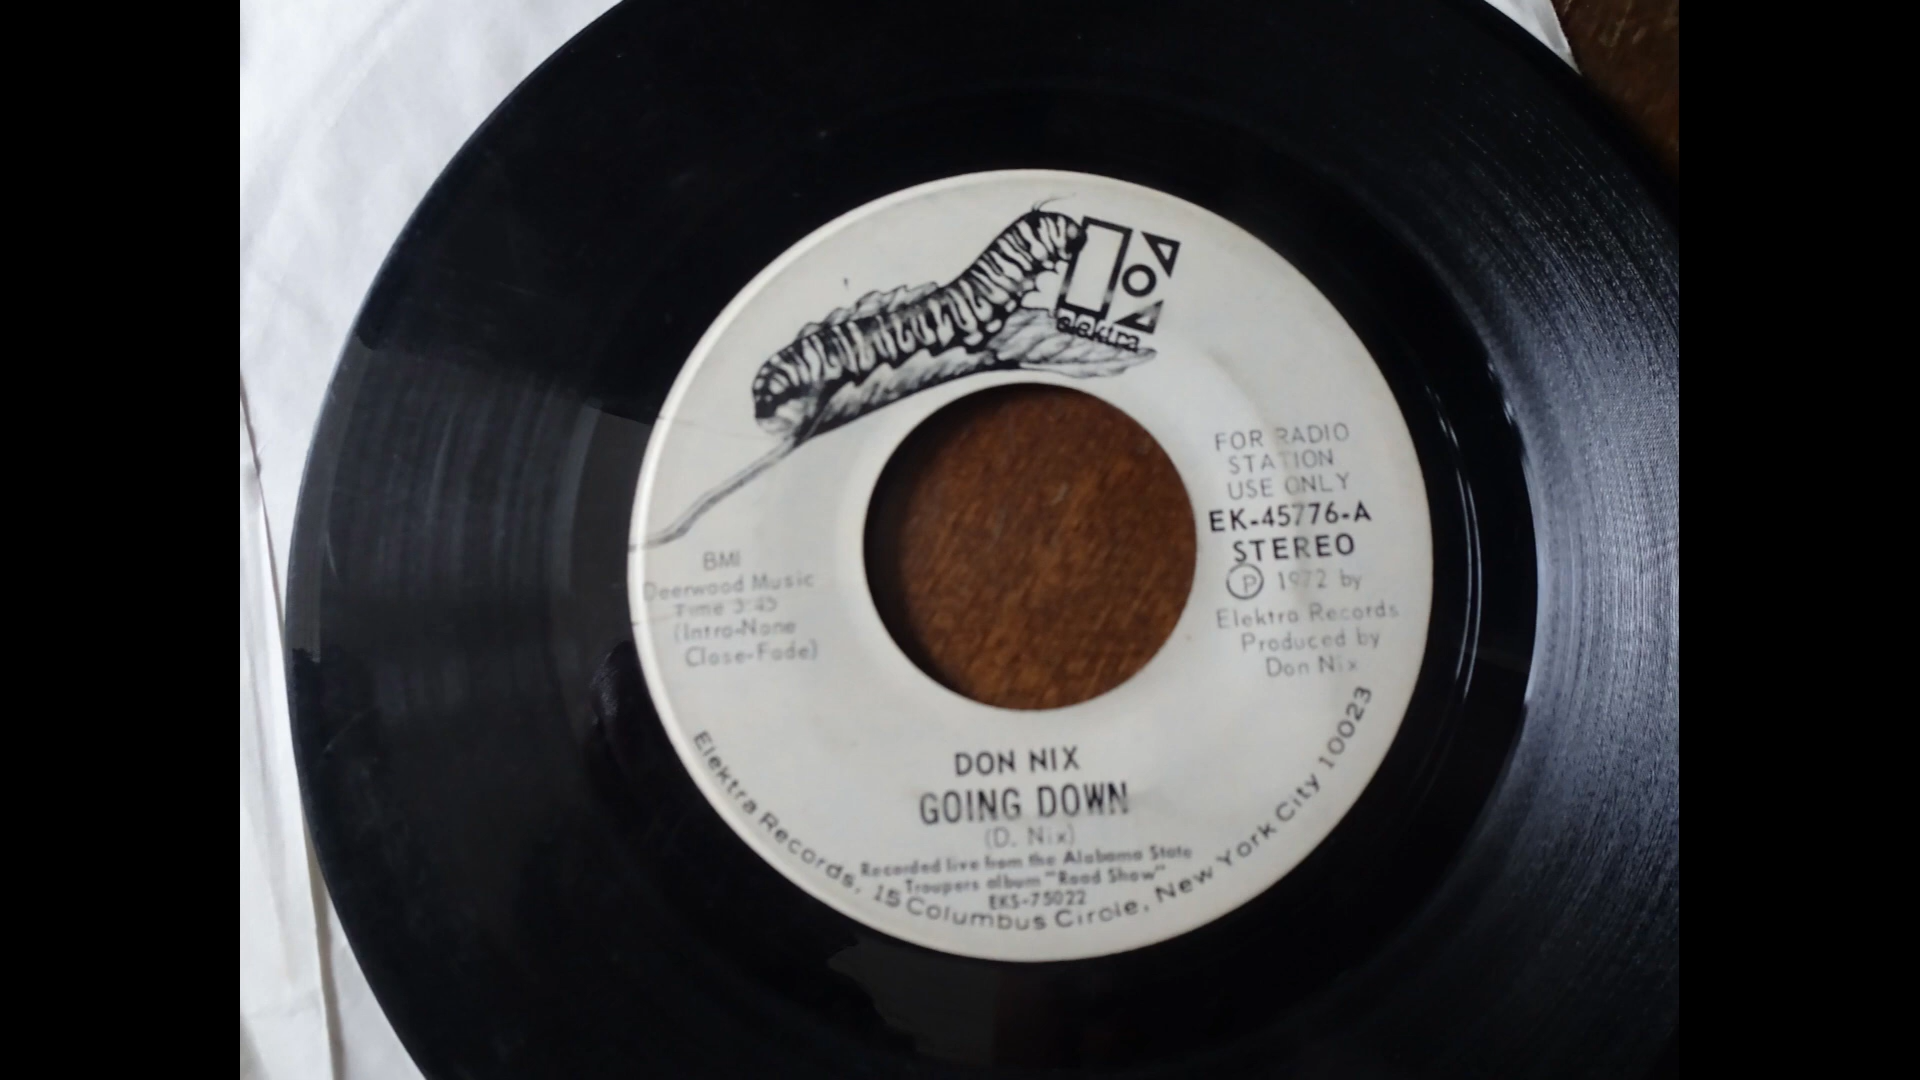 elektra
FOR RADIO
STATION
USE ONLY
EK-45776-A
STEREO
Ⓟ 1972 by
Elektra Records
Produced by
Don Nix
BMI
Deerwood Music
Time 3:45
(Intro-None
Close-Fade)
DON NIX
GOING DOWN
(D. Nix)
Recorded live from the Alabama State
Troupers album "Road Show"
EKS-75022
Elektra Records, 15 Columbus Circle, New York City 10023